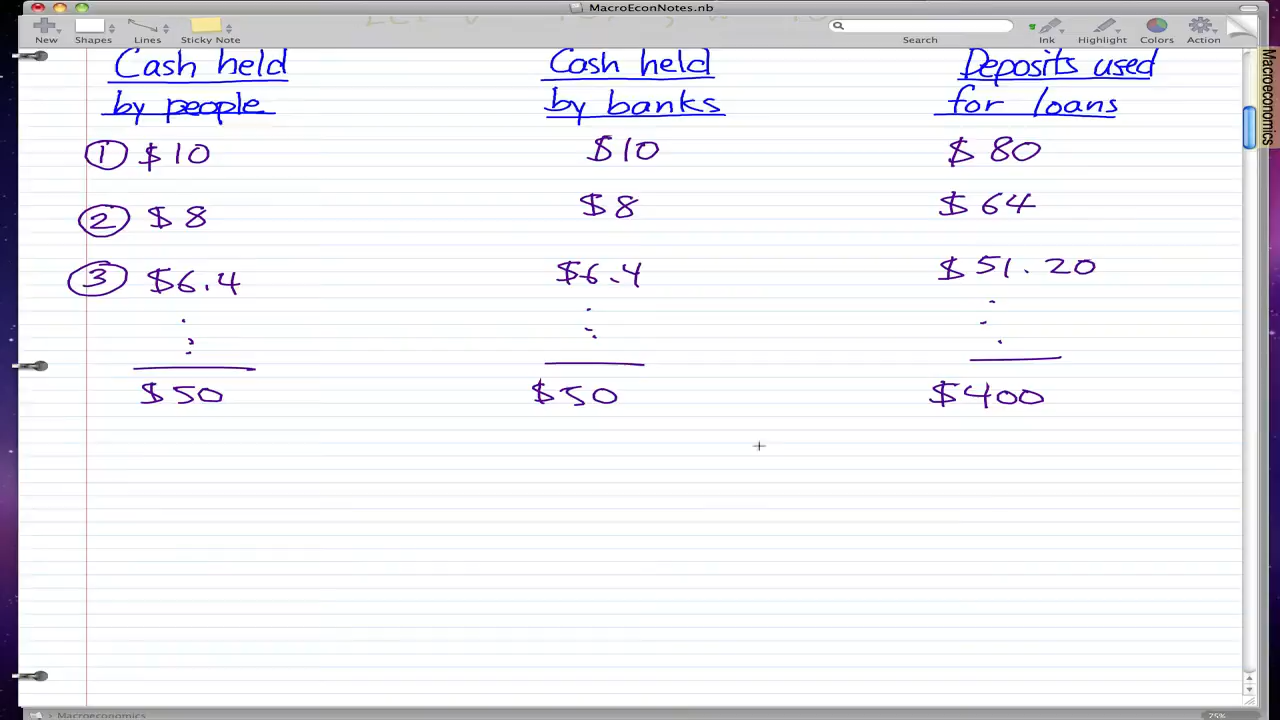 MacroEconNotes.nb
New Shapes Lines Sticky Note Search Ink Highlight Colors Action
Macroeconomics
Cash held Cash held Deposits used
by people by banks for loans
① $10 $10 $80
② $8 $8 $64
③ $6.4 $6.4 $51.20
$50 $50 $400
Macroeconomics 75%